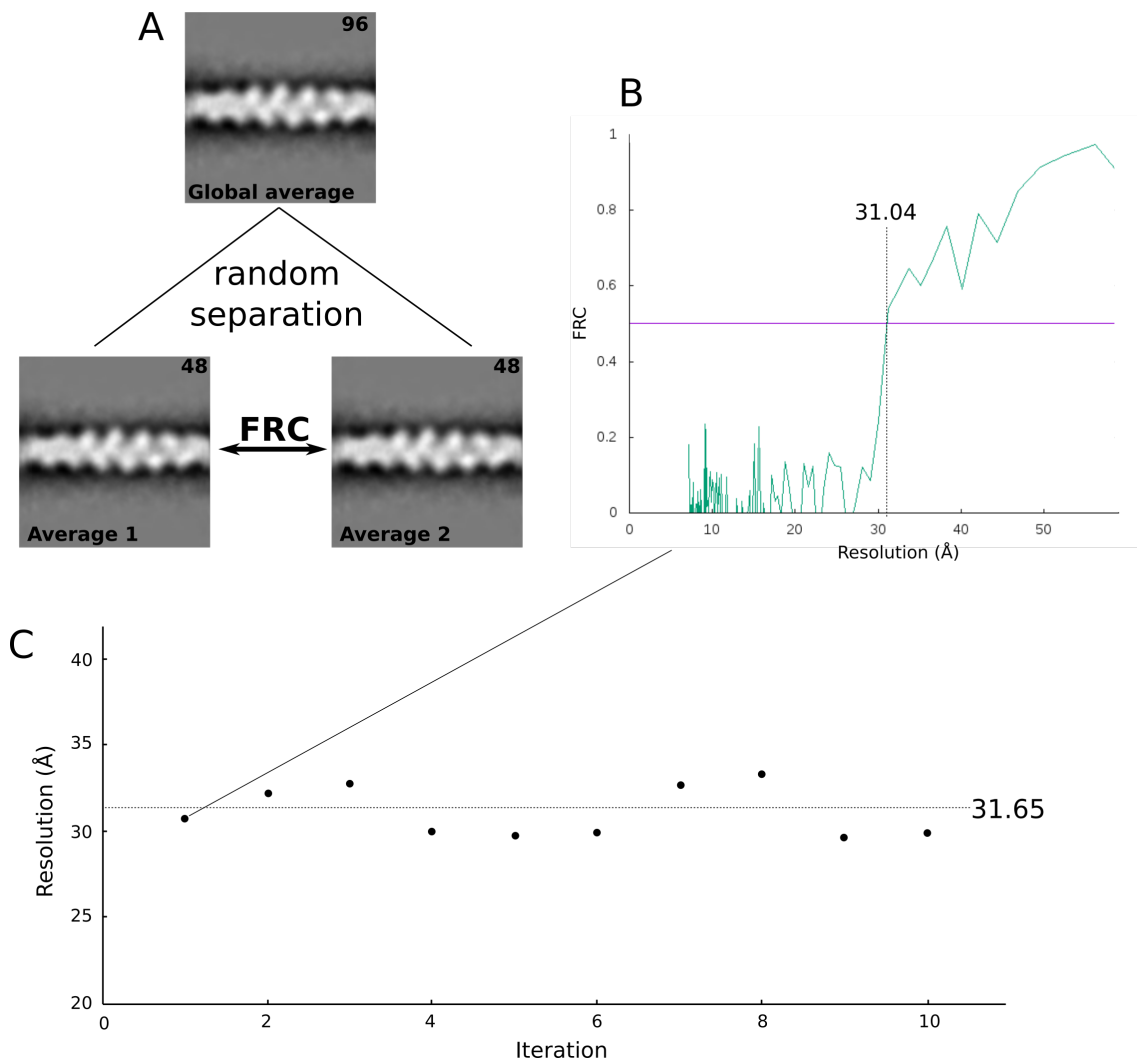 A
96
Global average
random
separation
48
Average 1
FRC
48
Average 2
B
31.04
FRC
1
0.8
0.6
0.4
0.2
0
0
10
20
30
40
50
Resolution (Å)
C
Resolution (Å)
40
35
30
25
20
31.65
0
2
4
6
8
10
Iteration